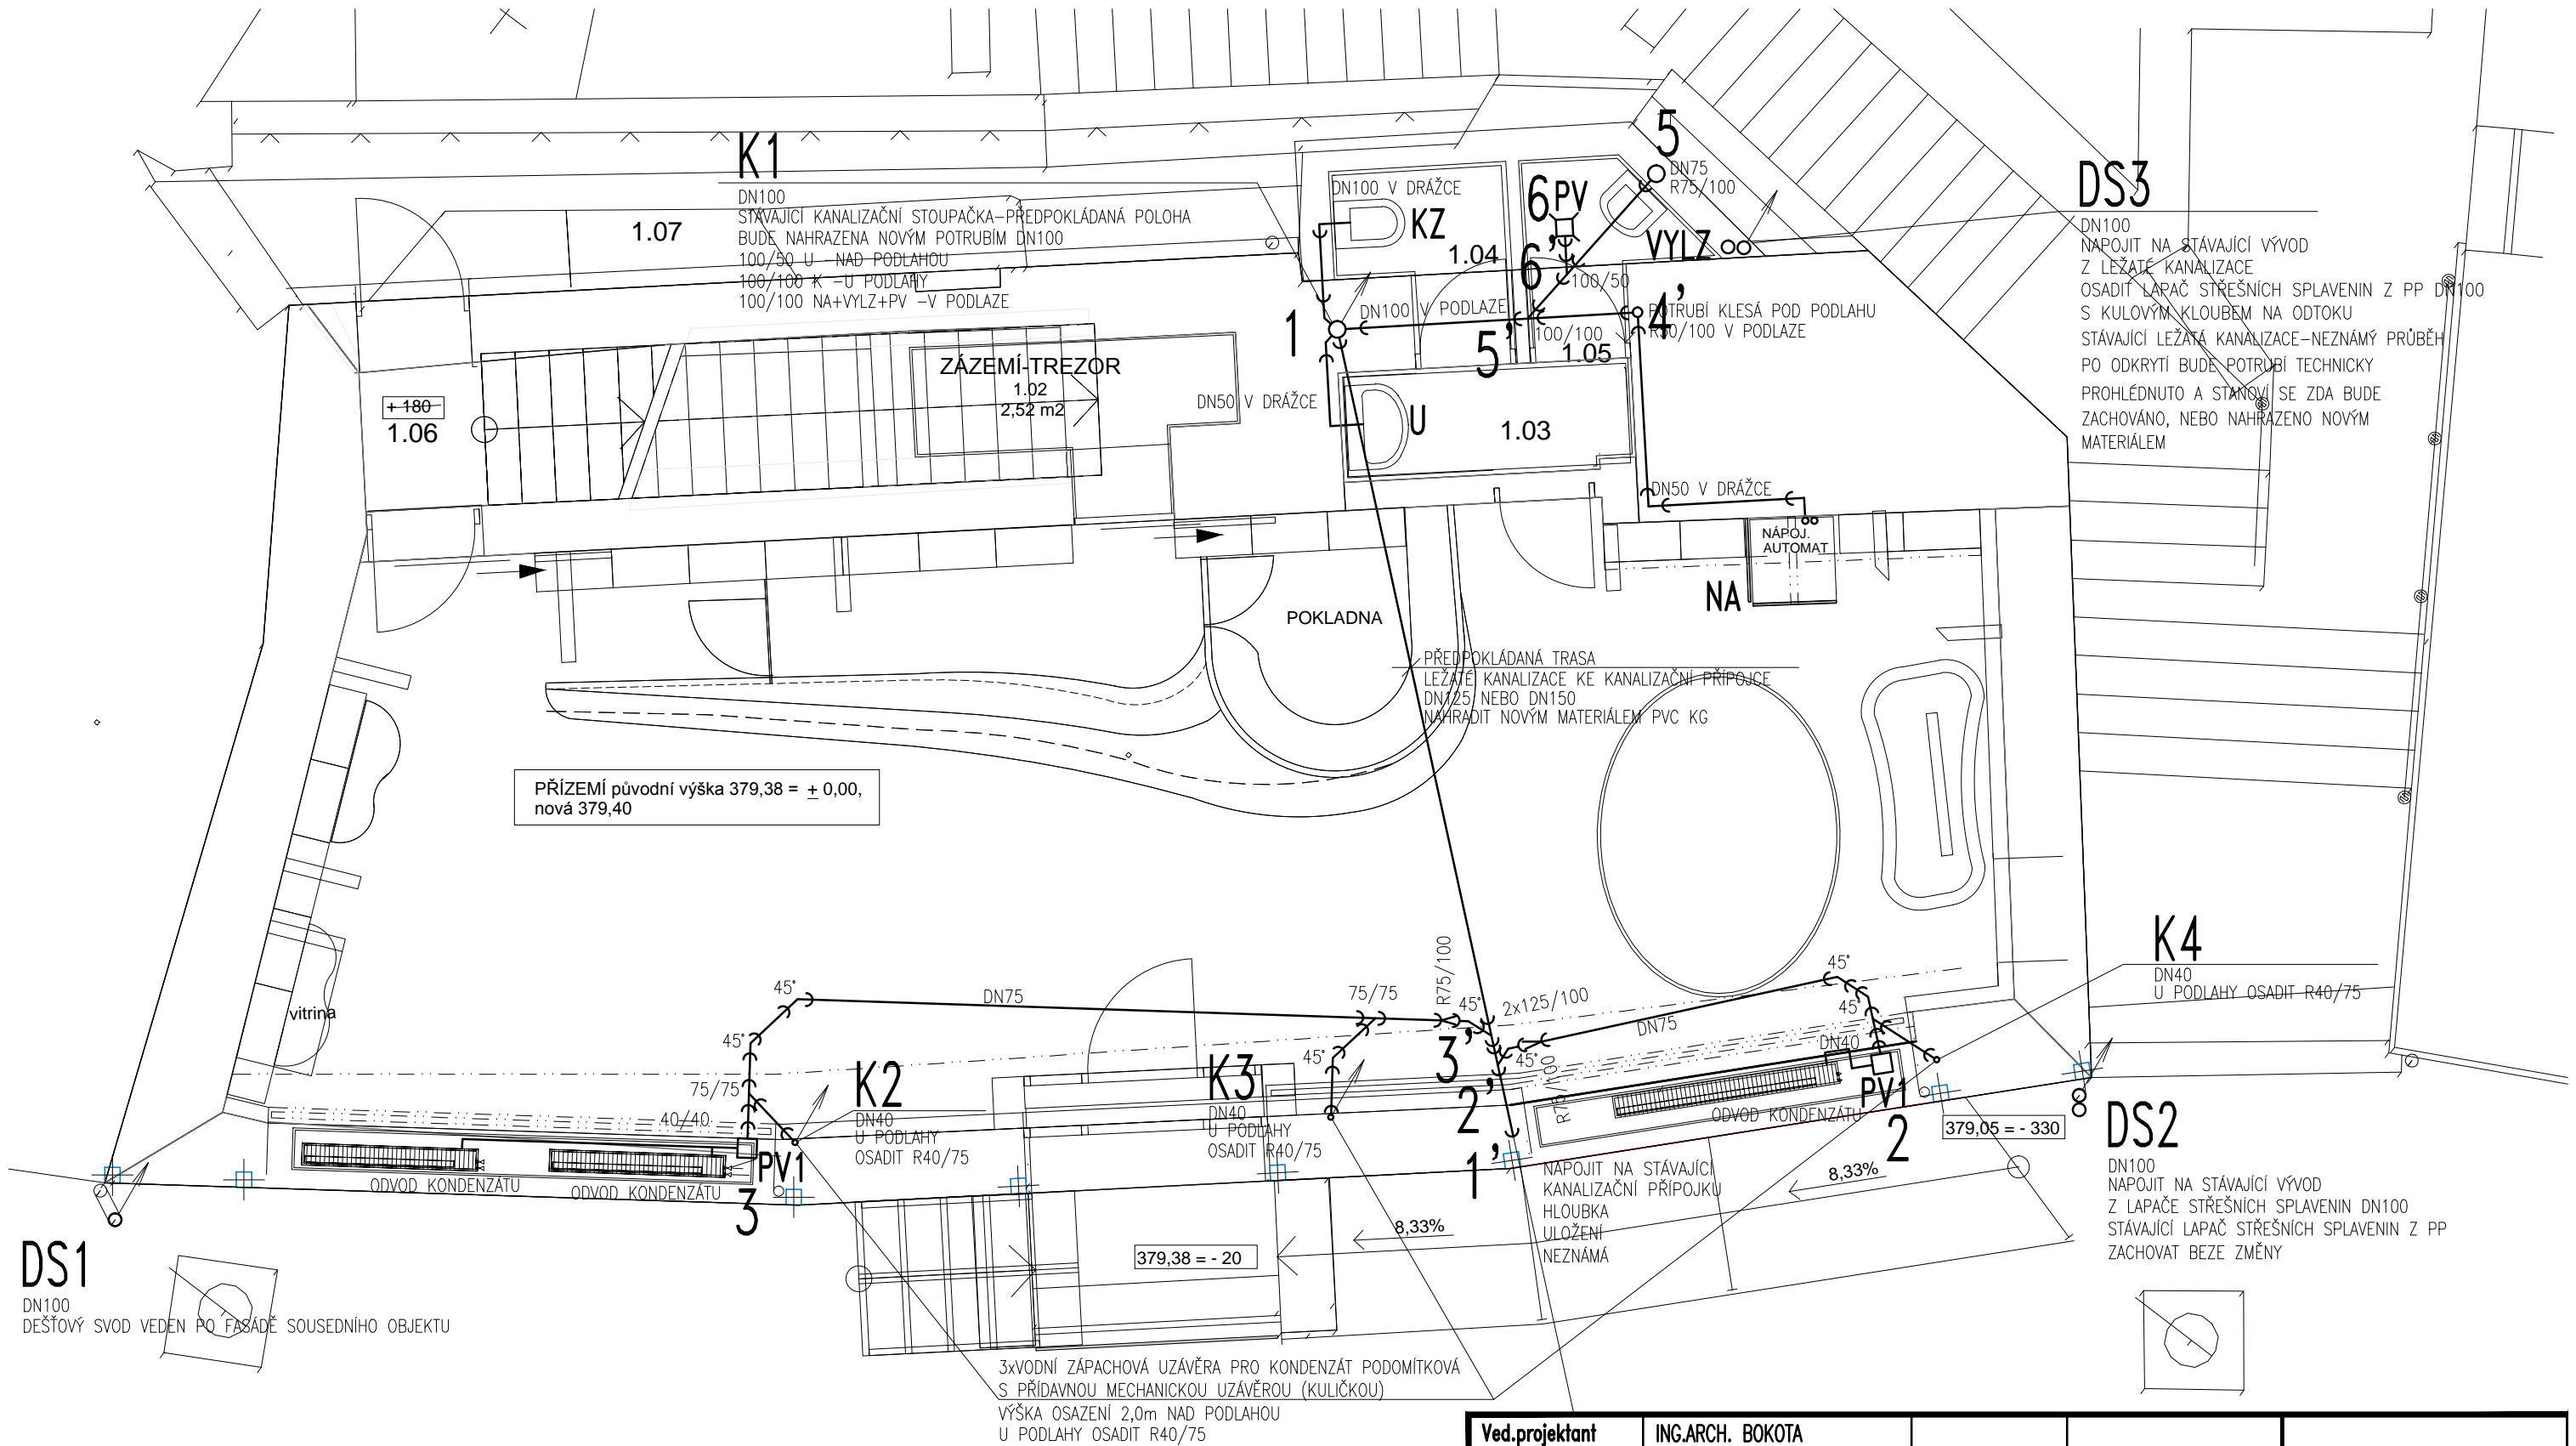 K1
DN100
STÁVAJÍCÍ KANALIZAČNÍ STOUPAČKA-PŘEDPOKLÁDANÁ POLOHA
BUDE NAHRAZENA NOVÝM POTRUBÍM DN100
100/50 U -NAD PODLAHOU
100/100 K -U PODLAHY
100/100 NA+VYLZ+PV -V PODLAZE
1.07
DN100 V DRÁŽCE
KZ
1.04
6
PV
6'
5
DN75
R75/100
VYLZ
100/50
DS3
DN100
NAPOJIT NA STÁVAJÍCÍ VÝVOD
Z LEŽATÉ KANALIZACE
OSADIT LAPAČ STŘEŠNÍCH SPLAVENIN Z PP DN100
S KULOVÝM KLOUBEM NA ODTOKU
STÁVAJÍCÍ LEŽATÁ KANALIZACE-NEZNÁMÝ PRŮBĚH
PO ODKRYTÍ BUDE POTRUBÍ TECHNICKY
PROHLÉDNUTO A STANOVÍ SE ZDA BUDE
ZACHOVÁNO, NEBO NAHRAZENO NOVÝM
MATERIÁLEM
1
DN100 V PODLAZE
5'
100/100
1.05
4'
POTRUBÍ KLESÁ POD PODLAHU
R50/100 V PODLAZE
ZÁZEMÍ-TREZOR
1.02
2,52 m2
+ 180
1.06
DN50 V DRÁŽCE
U
1.03
DN50 V DRÁŽCE
NÁPOJ.
AUTOMAT
NA
POKLADNA
PŘEDPOKLÁDANÁ TRASA
LEŽATÉ KANALIZACE KE KANALIZAČNÍ PŘÍPOJCE
DN125 NEBO DN150
NAHRADIT NOVÝM MATERIÁLEM PVC KG
PŘÍZEMÍ původní výška 379,38 = ± 0,00,
nová 379,40
vitrina
45°
DN75
45°
75/75
45°
R75/100
45°
2x125/100
DN75
45°
45°
K4
DN40
U PODLAHY OSADIT R40/75
75/75
40/40
K2
DN40
U PODLAHY
OSADIT R40/75
K3
DN40
U PODLAHY
OSADIT R40/75
3'
2'
1'
45°
R75/100
DN40
PV1
2
ODVOD KONDENZÁTU
379,05 = - 330
PV1
3
ODVOD KONDENZÁTU
ODVOD KONDENZÁTU
NAPOJIT NA STÁVAJÍCÍ
KANALIZAČNÍ PŘÍPOJKU
HLOUBKA
ULOŽENÍ
NEZNÁMÁ
8,33%
8,33%
379,38 = - 20
DS2
DN100
NAPOJIT NA STÁVAJÍCÍ VÝVOD
Z LAPAČE STŘEŠNÍCH SPLAVENIN DN100
STÁVAJÍCÍ LAPAČ STŘEŠNÍCH SPLAVENIN Z PP
ZACHOVAT BEZE ZMĚNY
DS1
DN100
DEŠŤOVÝ SVOD VEDEN PO FASÁDĚ SOUSEDNÍHO OBJEKTU
3xVODNÍ ZÁPACHOVÁ UZÁVĚRA PRO KONDENZÁT PODOMÍTKOVÁ
S PŘÍDAVNOU MECHANICKOU UZÁVĚROU (KULIČKOU)
VÝŠKA OSAZENÍ 2,0m NAD PODLAHOU
U PODLAHY OSADIT R40/75
Ved.projektant
ING.ARCH. BOKOTA